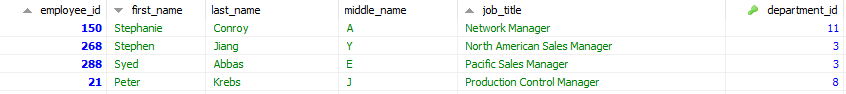 employee_id first_name last_name middle_name job_title department_id
150 Stephanie Conroy A Network Manager 11
268 Stephen Jiang Y North American Sales Manager 3
288 Syed Abbas E Pacific Sales Manager 3
21 Peter Krebs J Production Control Manager 8